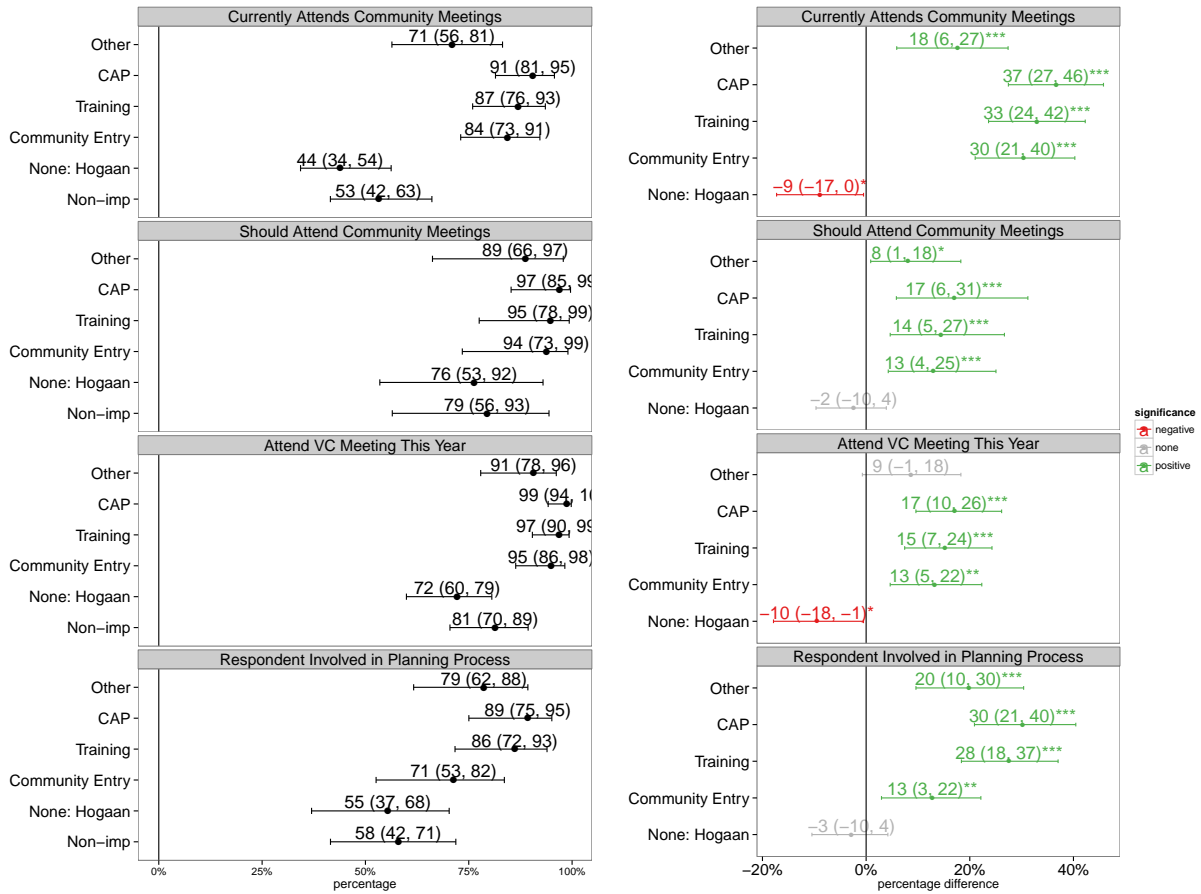 Currently Attends Community Meetings
Other 71 (56, 81)
CAP 91 (81, 95)
Training 87 (76, 93)
Community Entry 84 (73, 91)
None: Hogaan 44 (34, 54)
Non−imp 53 (42, 63)
Should Attend Community Meetings
Other 89 (66, 97)
CAP 97 (85, 99
Training 95 (78, 99)
Community Entry 94 (73, 99)
None: Hogaan 76 (53, 92)
Non−imp 79 (56, 93)
Attend VC Meeting This Year
Other 91 (78, 96)
CAP 99 (94, 10
Training 97 (90, 99
Community Entry 95 (86, 98)
None: Hogaan 72 (60, 79)
Non−imp 81 (70, 89)
Respondent Involved in Planning Process
Other 79 (62, 88)
CAP 89 (75, 95)
Training 86 (72, 93)
Community Entry 71 (53, 82)
None: Hogaan 55 (37, 68)
Non−imp 58 (42, 71)
0% 25% 50% 75% 100%
percentage
Currently Attends Community Meetings
Other 18 (6, 27)***
CAP 37 (27, 46)***
Training 33 (24, 42)***
Community Entry 30 (21, 40)***
None: Hogaan −9 (−17, 0)*
Should Attend Community Meetings
Other 8 (1, 18)*
CAP 17 (6, 31)***
Training 14 (5, 27)***
Community Entry 13 (4, 25)***
None: Hogaan −2 (−10, 4)
Attend VC Meeting This Year
Other 9 (−1, 18)
CAP 17 (10, 26)***
Training 15 (7, 24)***
Community Entry 13 (5, 22)**
None: Hogaan −10 (−18, −1)*
Respondent Involved in Planning Process
Other 20 (10, 30)***
CAP 30 (21, 40)***
Training 28 (18, 37)***
Community Entry 13 (3, 22)**
None: Hogaan −3 (−10, 4)
−20% 0% 20% 40%
percentage difference
significance
a negative
a none
a positive